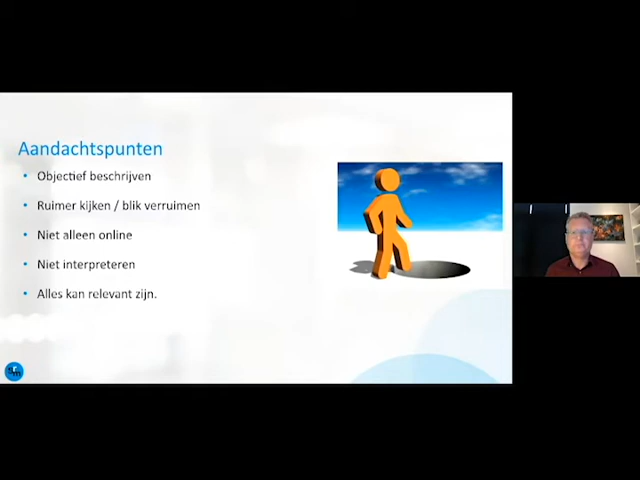 Aandachtspunten
• Objectief beschrijven
• Ruimer kijken / blik verruimen
• Niet alleen online
• Niet interpreteren
• Alles kan relevant zijn.